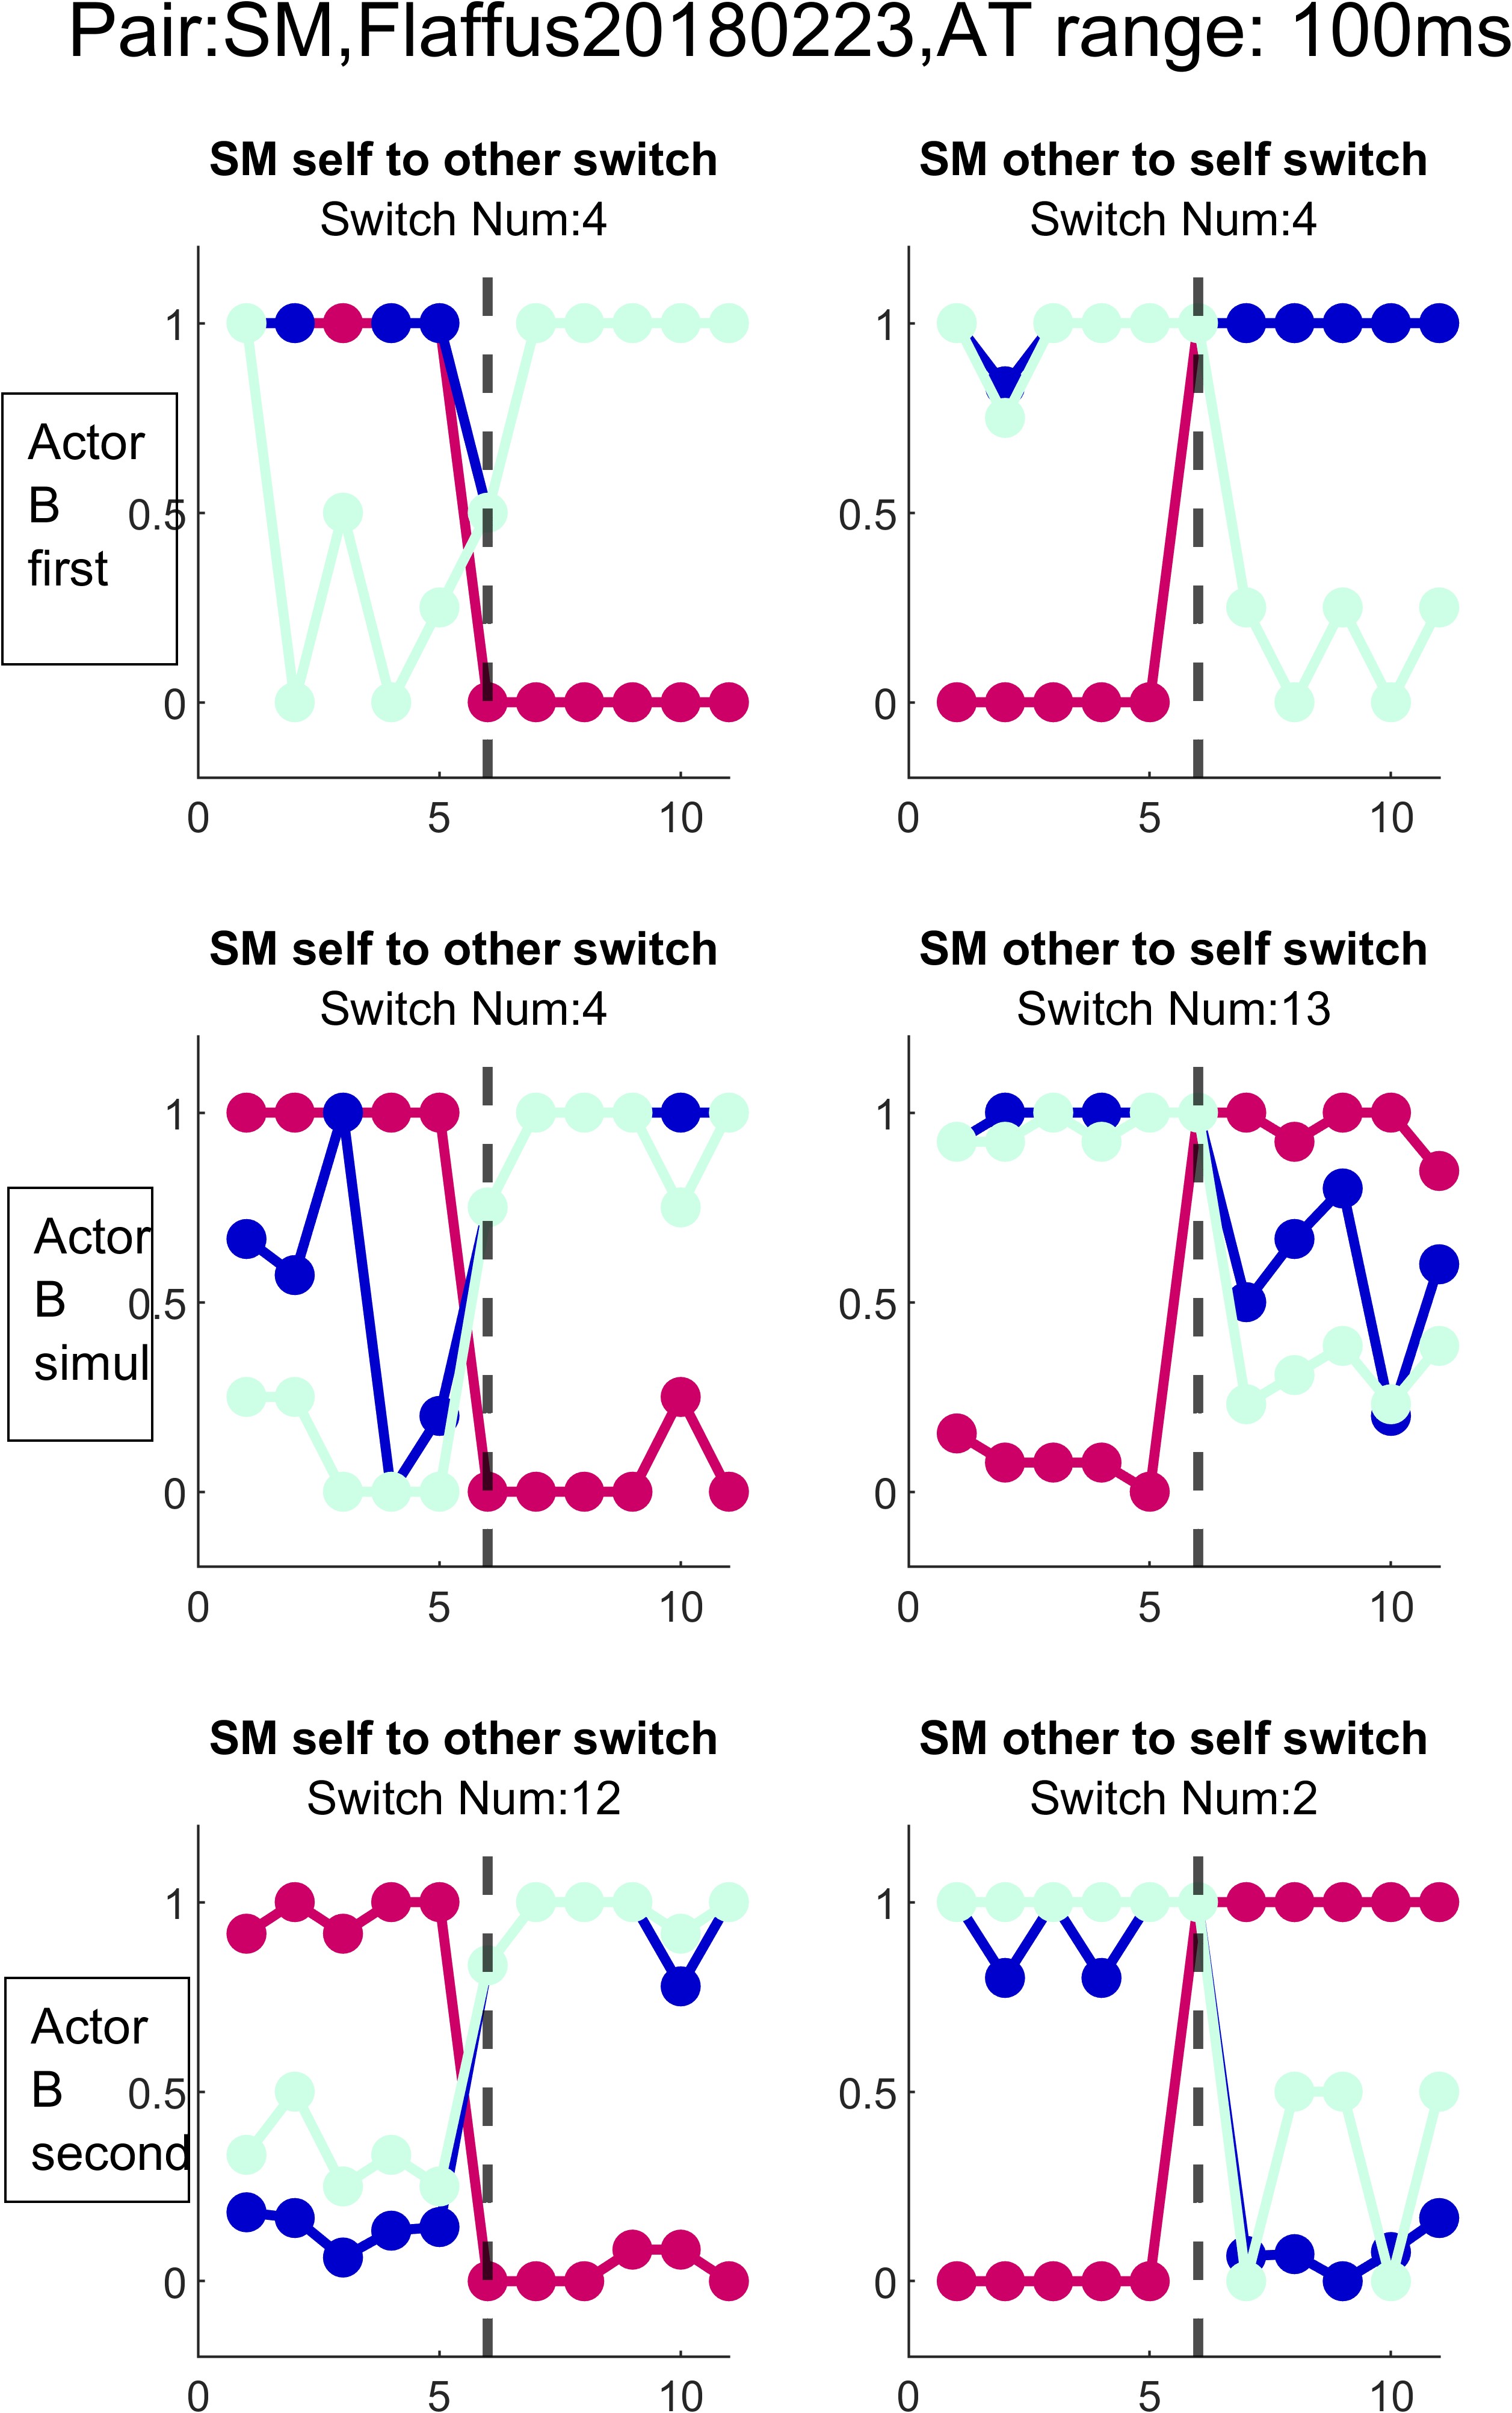 Pair:SM,Flaffus20180223,AT range: 100ms
SM self to other switch
Switch Num:4
1
0.5
0
0
5
10
SM other to self switch
Switch Num:4
1
0.5
0
0
5
10
Actor
B
first
SM self to other switch
Switch Num:4
1
0.5
0
0
5
10
SM other to self switch
Switch Num:13
1
0.5
0
0
5
10
Actor
B
simul
SM self to other switch
Switch Num:12
1
0.5
0
0
5
10
SM other to self switch
Switch Num:2
1
0.5
0
0
5
10
Actor
B
second